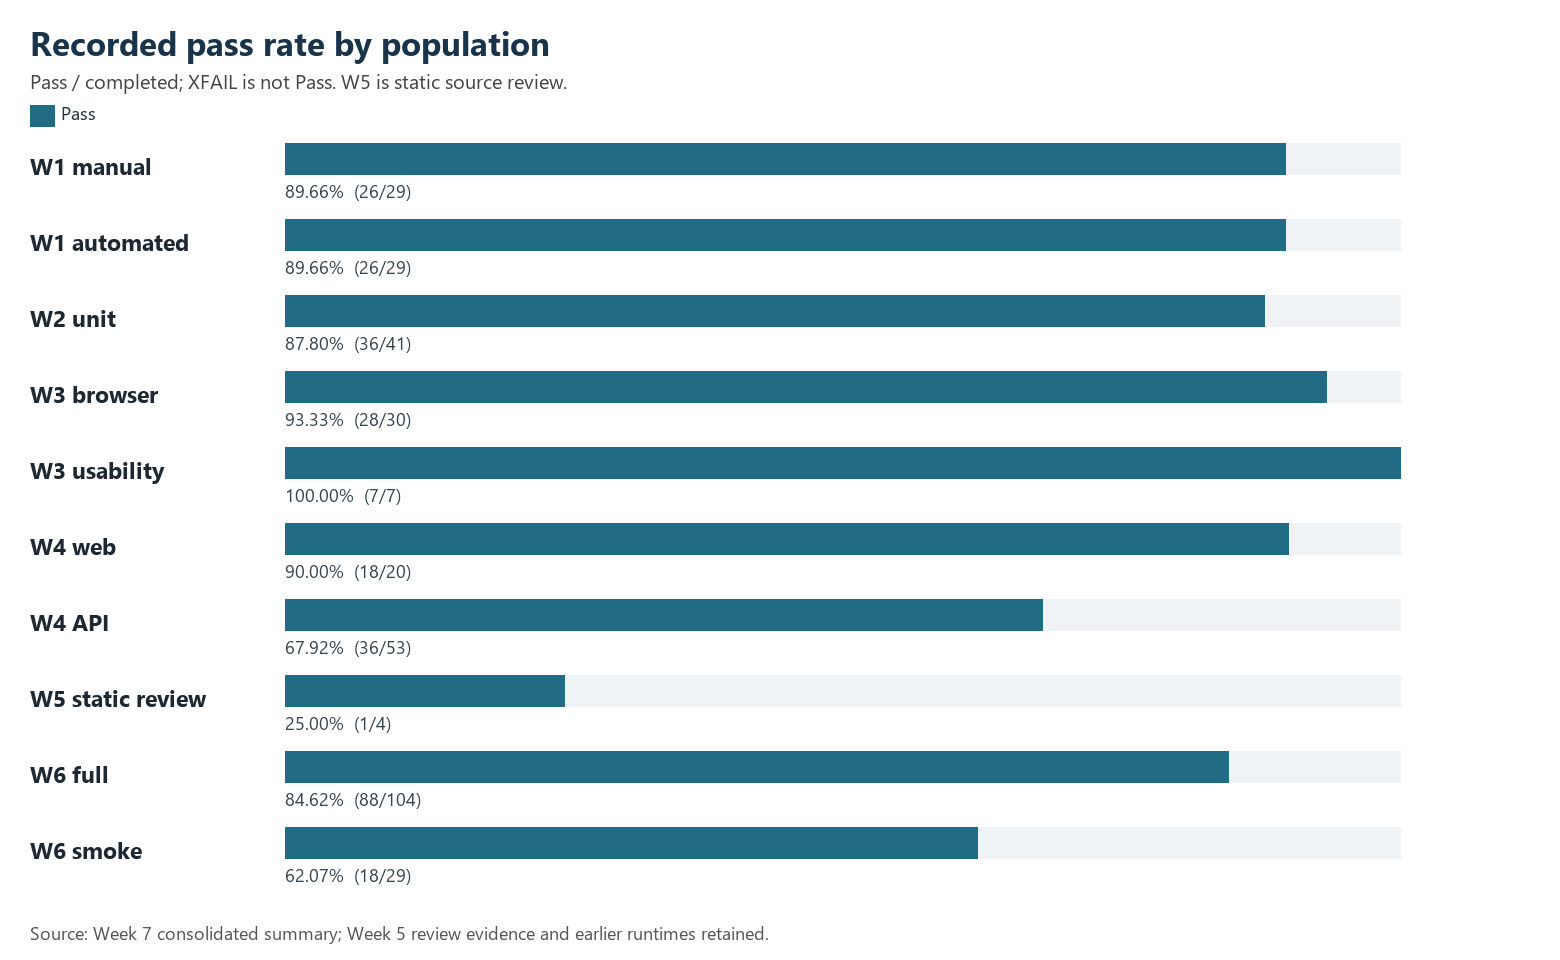 Recorded pass rate by population
Pass / completed; XFAIL is not Pass. W5 is static source review.
Pass
W1 manual
89.66% (26/29)
W1 automated
89.66% (26/29)
W2 unit
87.80% (36/41)
W3 browser
93.33% (28/30)
W3 usability
100.00% (7/7)
W4 web
90.00% (18/20)
W4 API
67.92% (36/53)
W5 static review
25.00% (1/4)
W6 full
84.62% (88/104)
W6 smoke
62.07% (18/29)
Source: Week 7 consolidated summary; Week 5 review evidence and earlier runtimes retained.